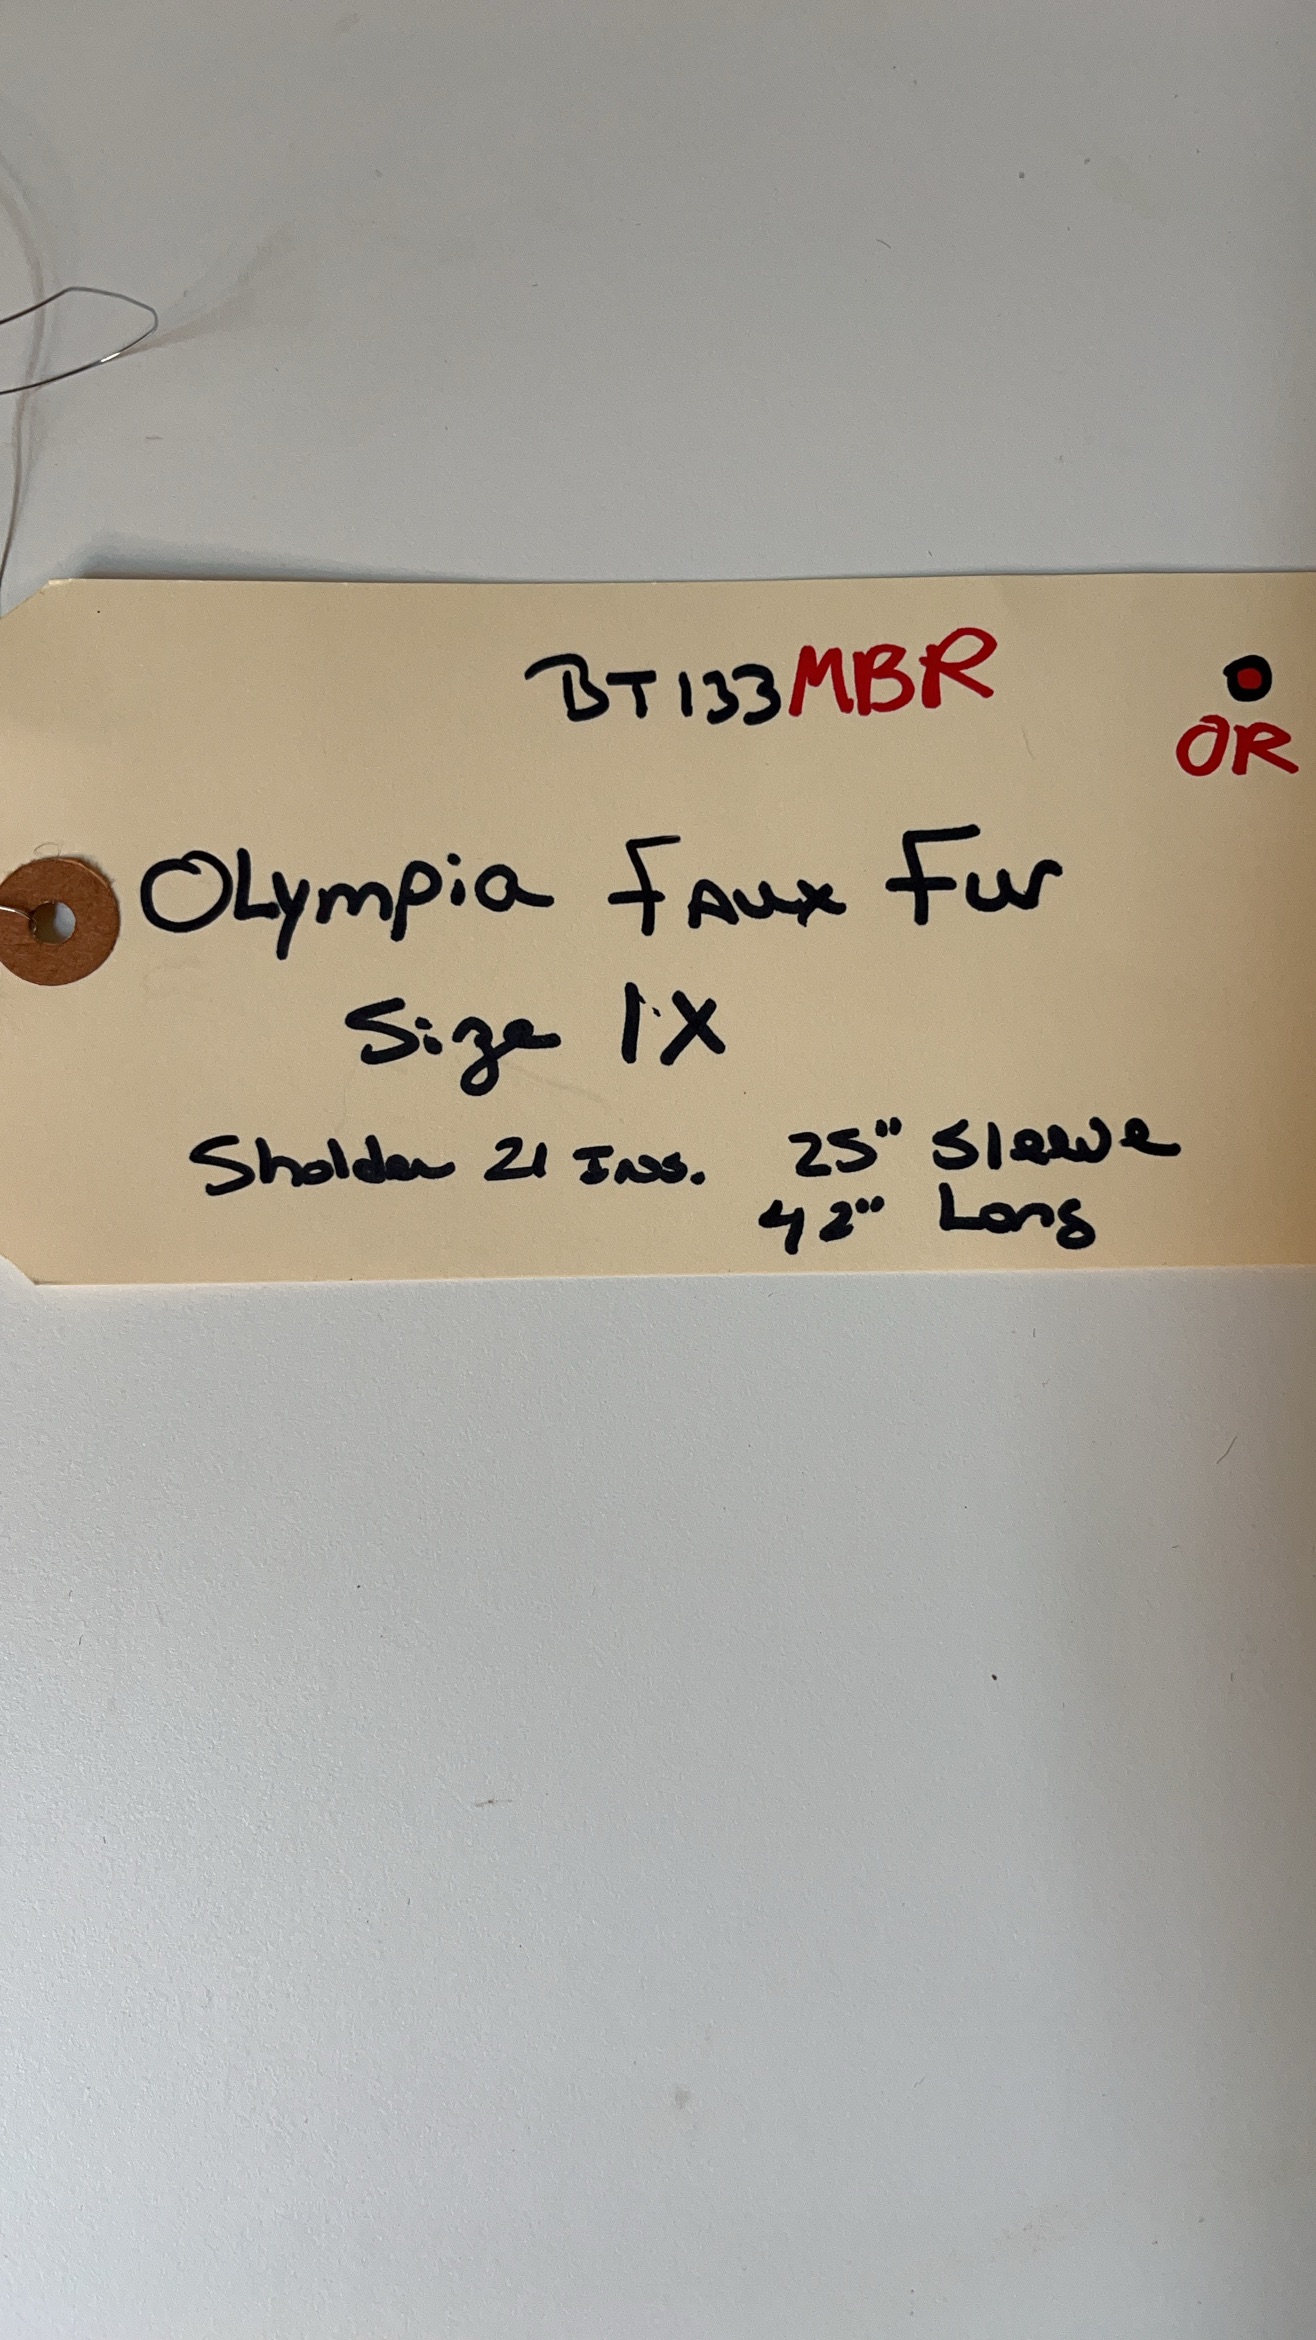 BT133MBR
OR
OLympia FAux Fur
Size 1X
Sholder 21 Ins. 25" Sleeve
42" Long